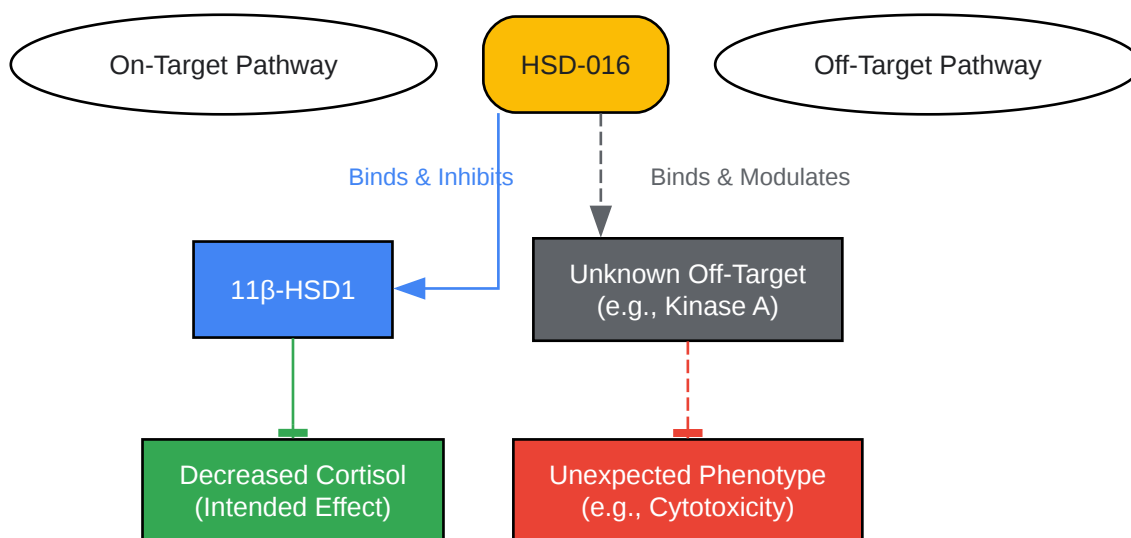 On-Target Pathway
HSD-016
Off-Target Pathway
Binds & Inhibits
Binds & Modulates
11β-HSD1
Unknown Off-Target
(e.g., Kinase A)
Decreased Cortisol
(Intended Effect)
Unexpected Phenotype
(e.g., Cytotoxicity)